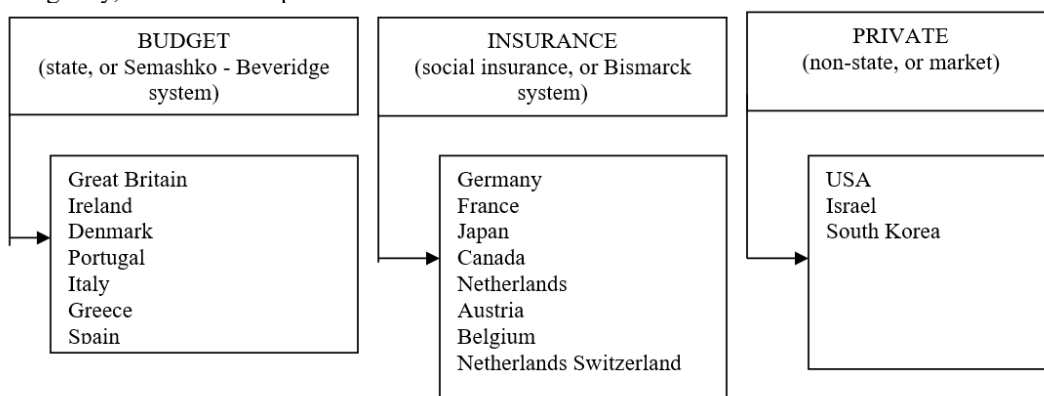 BUDGET
(state, or Semashko - Beveridge
system)
INSURANCE
(social insurance, or Bismarck
system)
PRIVATE
(non-state, or market)
Great Britain
Ireland
Denmark
Portugal
Italy
Greece
Spain
Germany
France
Japan
Canada
Netherlands
Austria
Belgium
Netherlands Switzerland
USA
Israel
South Korea